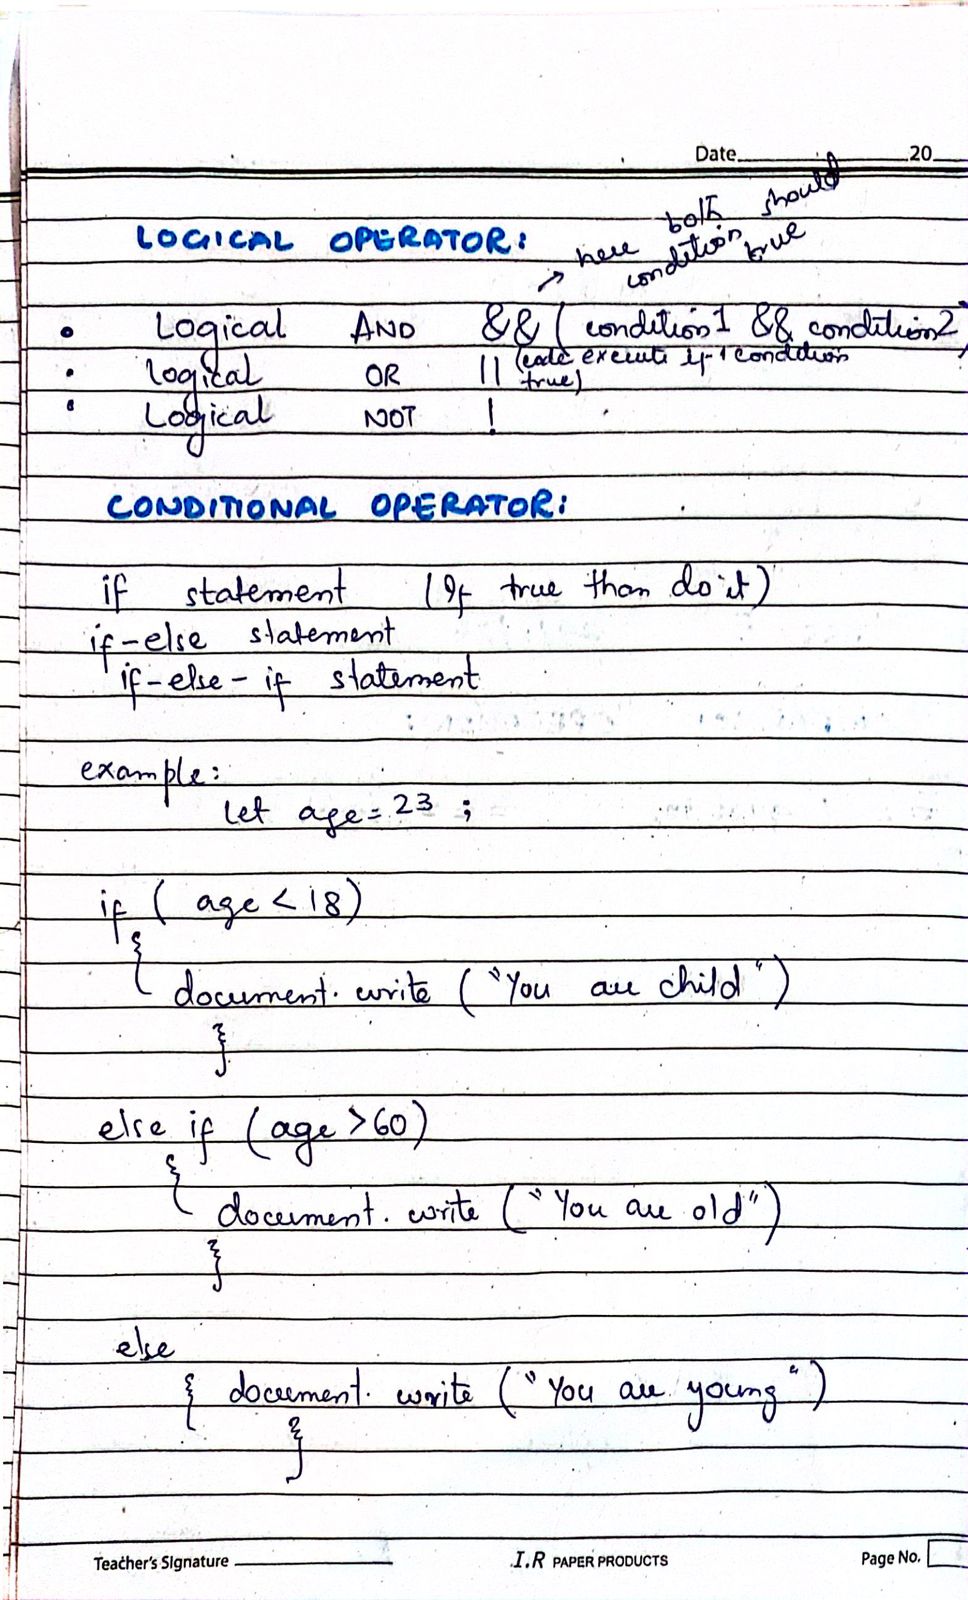 Date 20
LOGICAL OPERATOR:
here both should
condition true
• Logical AND && ( condition1 && condition2)
• logical OR || (code execute if 1 condition
true)
• Logical NOT !
CONDITIONAL OPERATOR:
if statement (If true than do it)
if-else statement
if-else-if statement
example:
let age = 23 ;
if ( age < 18)
{
document. write ( "You are child" )
}
else if (age >60)
{
document. write ( "You are old")
}
else
{ document. write ( "You are young" )
}
Teacher's Signature I.R PAPER PRODUCTS Page No.